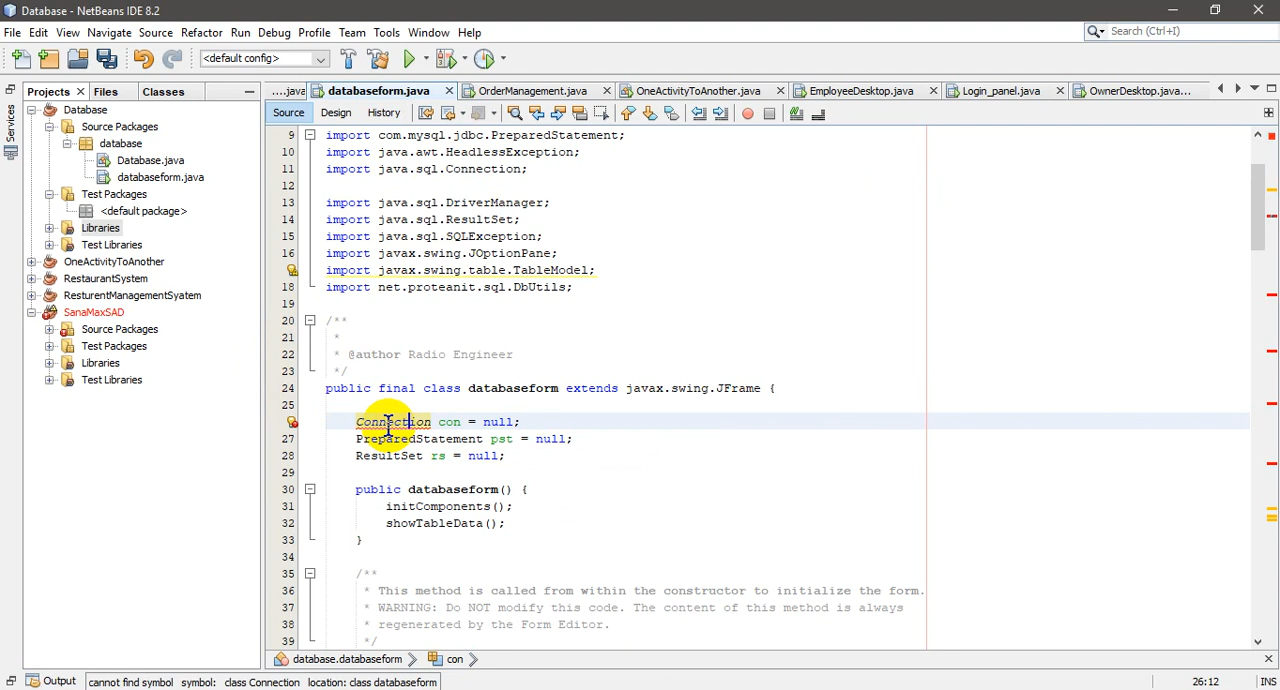 Database - NetBeans IDE 8.2
File Edit View Navigate Source Refactor Run Debug Profile Team Tools Window Help
Search (Ctrl+I)
<default config>
Projects Files Classes
....java databaseform.java OrderManagement.java OneActivityToAnother.java EmployeeDesktop.java Login_panel.java OwnerDesktop.java...
Source Design History
Services
Database
Source Packages
database
Database.java
databaseform.java
Test Packages
<default package>
Libraries
Test Libraries
OneActivityToAnother
RestaurantSystem
ResturentManagementSyatem
SanaMaxSAD
Source Packages
Test Packages
Libraries
Test Libraries
9 import com.mysql.jdbc.PreparedStatement;
10 import java.awt.HeadlessException;
11 import java.sql.Connection;
12
13 import java.sql.DriverManager;
14 import java.sql.ResultSet;
15 import java.sql.SQLException;
16 import javax.swing.JOptionPane;
import javax.swing.table.TableModel;
18 import net.proteanit.sql.DbUtils;
19
20 /**
21 *
22 * @author Radio Engineer
23 */
24 public final class databaseform extends javax.swing.JFrame {
25
Connection con = null;
27 PreparedStatement pst = null;
28 ResultSet rs = null;
29
30 public databaseform() {
31 initComponents();
32 showTableData();
33 }
34
35 /**
36 * This method is called from within the constructor to initialize the form.
37 * WARNING: Do NOT modify this code. The content of this method is always
38 * regenerated by the Form Editor.
39 */
database.databaseform con
Output cannot find symbol symbol: class Connection location: class databaseform 26:12 INS